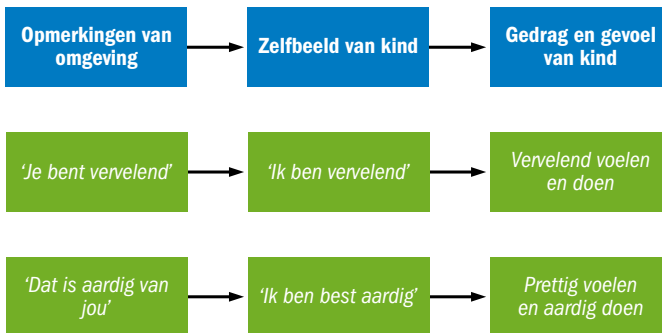 Opmerkingen van
omgeving
Zelfbeeld van kind
Gedrag en gevoel
van kind
‘Je bent vervelend’
‘Ik ben vervelend’
Vervelend voelen
en doen
‘Dat is aardig van
jou’
‘Ik ben best aardig’
Prettig voelen
en aardig doen